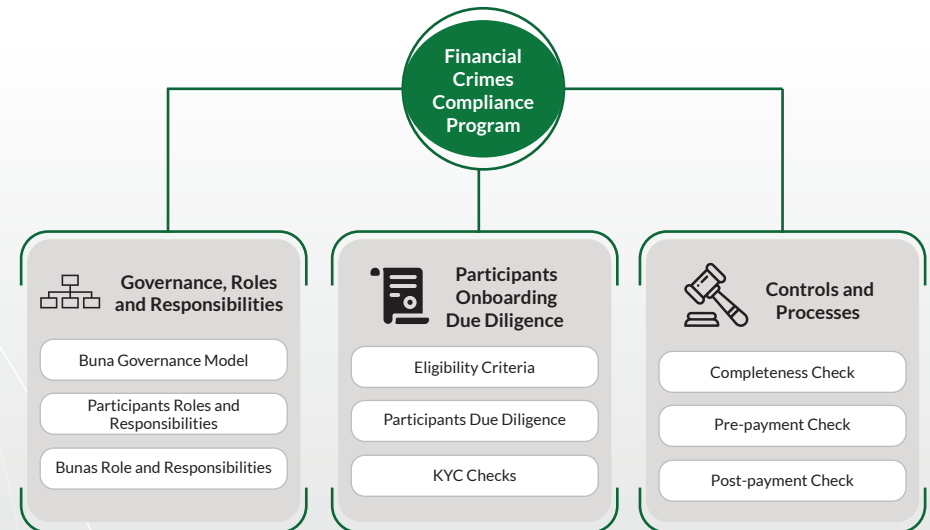 Financial
Crimes
Compliance
Program
Governance, Roles
and Responsibilities
Buna Governance Model
Participants Roles and
Responsibilities
Bunas Role and Responsibilities
Participants
Onboarding
Due Diligence
Eligibility Criteria
Participants Due Diligence
KYC Checks
Controls and
Processes
Completeness Check
Pre-payment Check
Post-payment Check